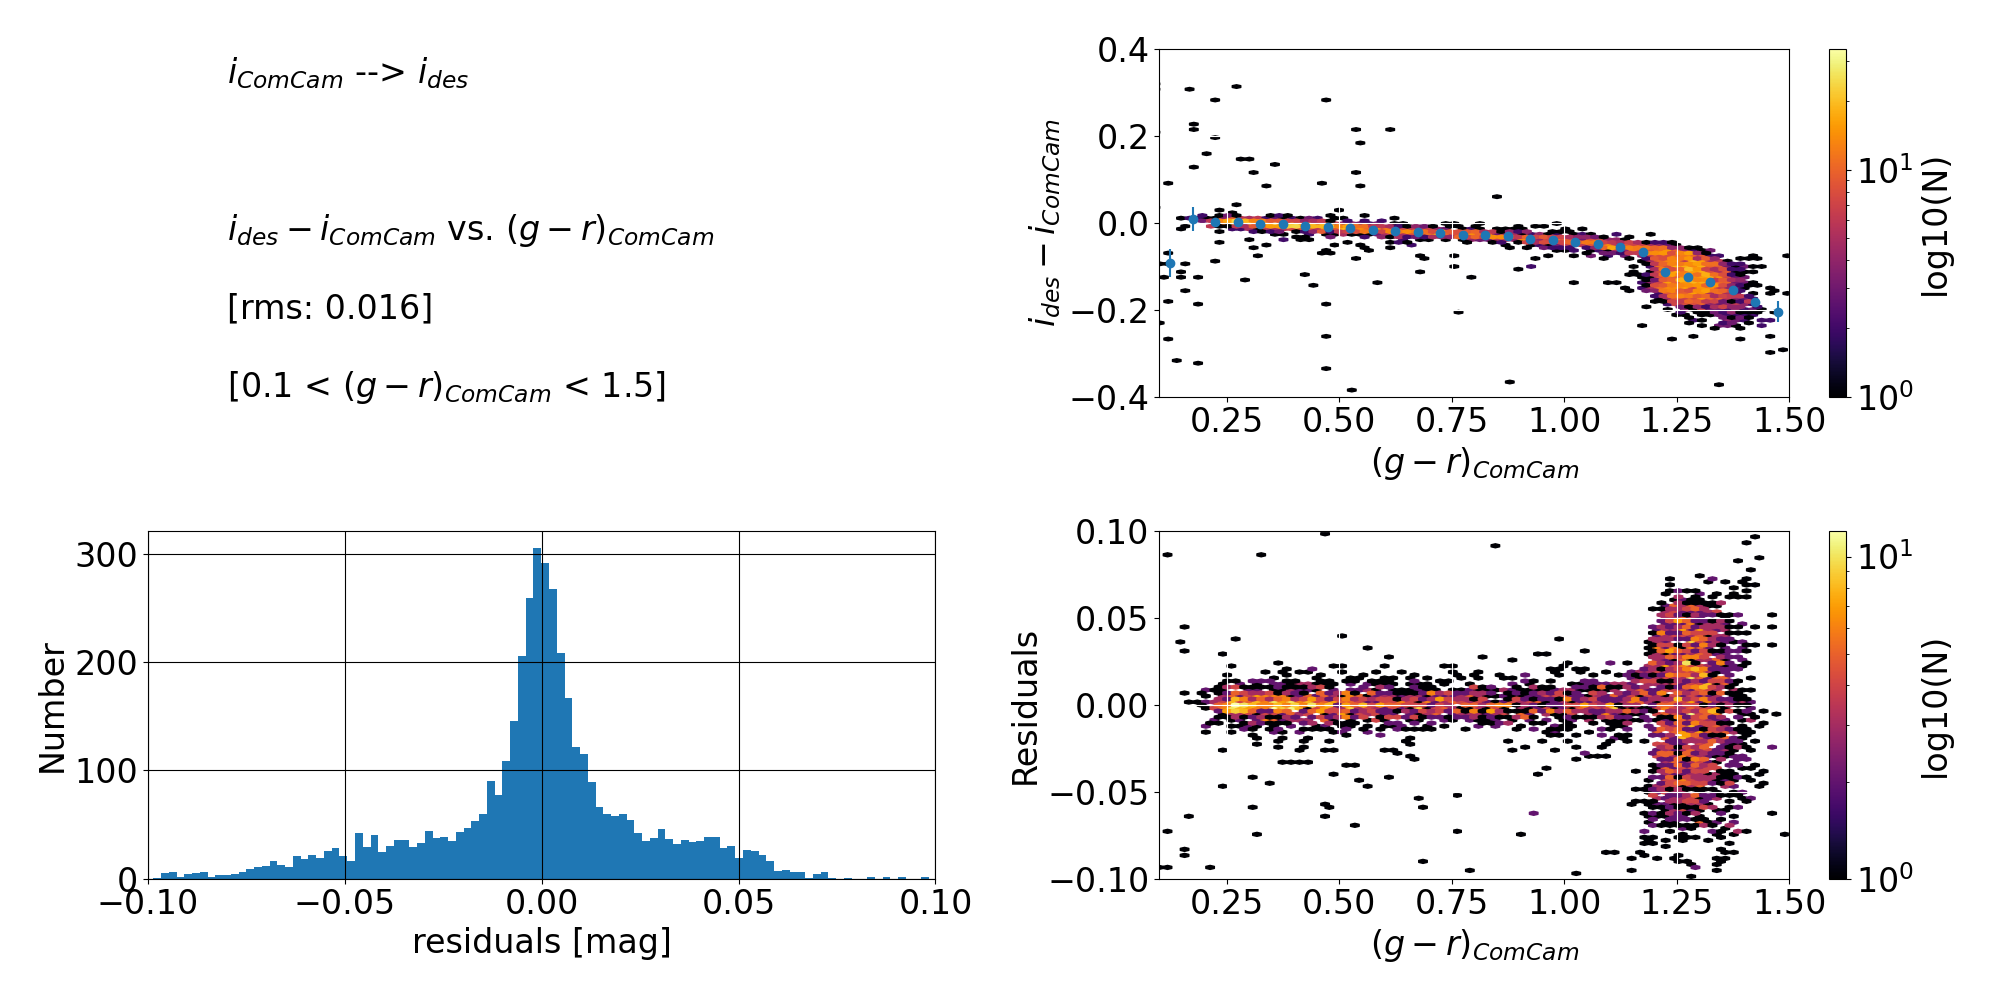 i_ComCam --> i_des
i_des − i_ComCam vs. (g − r)_ComCam
[rms: 0.016]
[0.1 < (g − r)_ComCam < 1.5]
0.4
0.2
0.0
−0.2
−0.4
i_des − i_ComCam
0.25 0.50 0.75 1.00 1.25 1.50
(g − r)_ComCam
10^1
10^0
log10(N)
300
200
100
0
Number
−0.10 −0.05 0.00 0.05 0.10
residuals [mag]
0.10
0.05
0.00
−0.05
−0.10
Residuals
0.25 0.50 0.75 1.00 1.25 1.50
(g − r)_ComCam
10^1
10^0
log10(N)